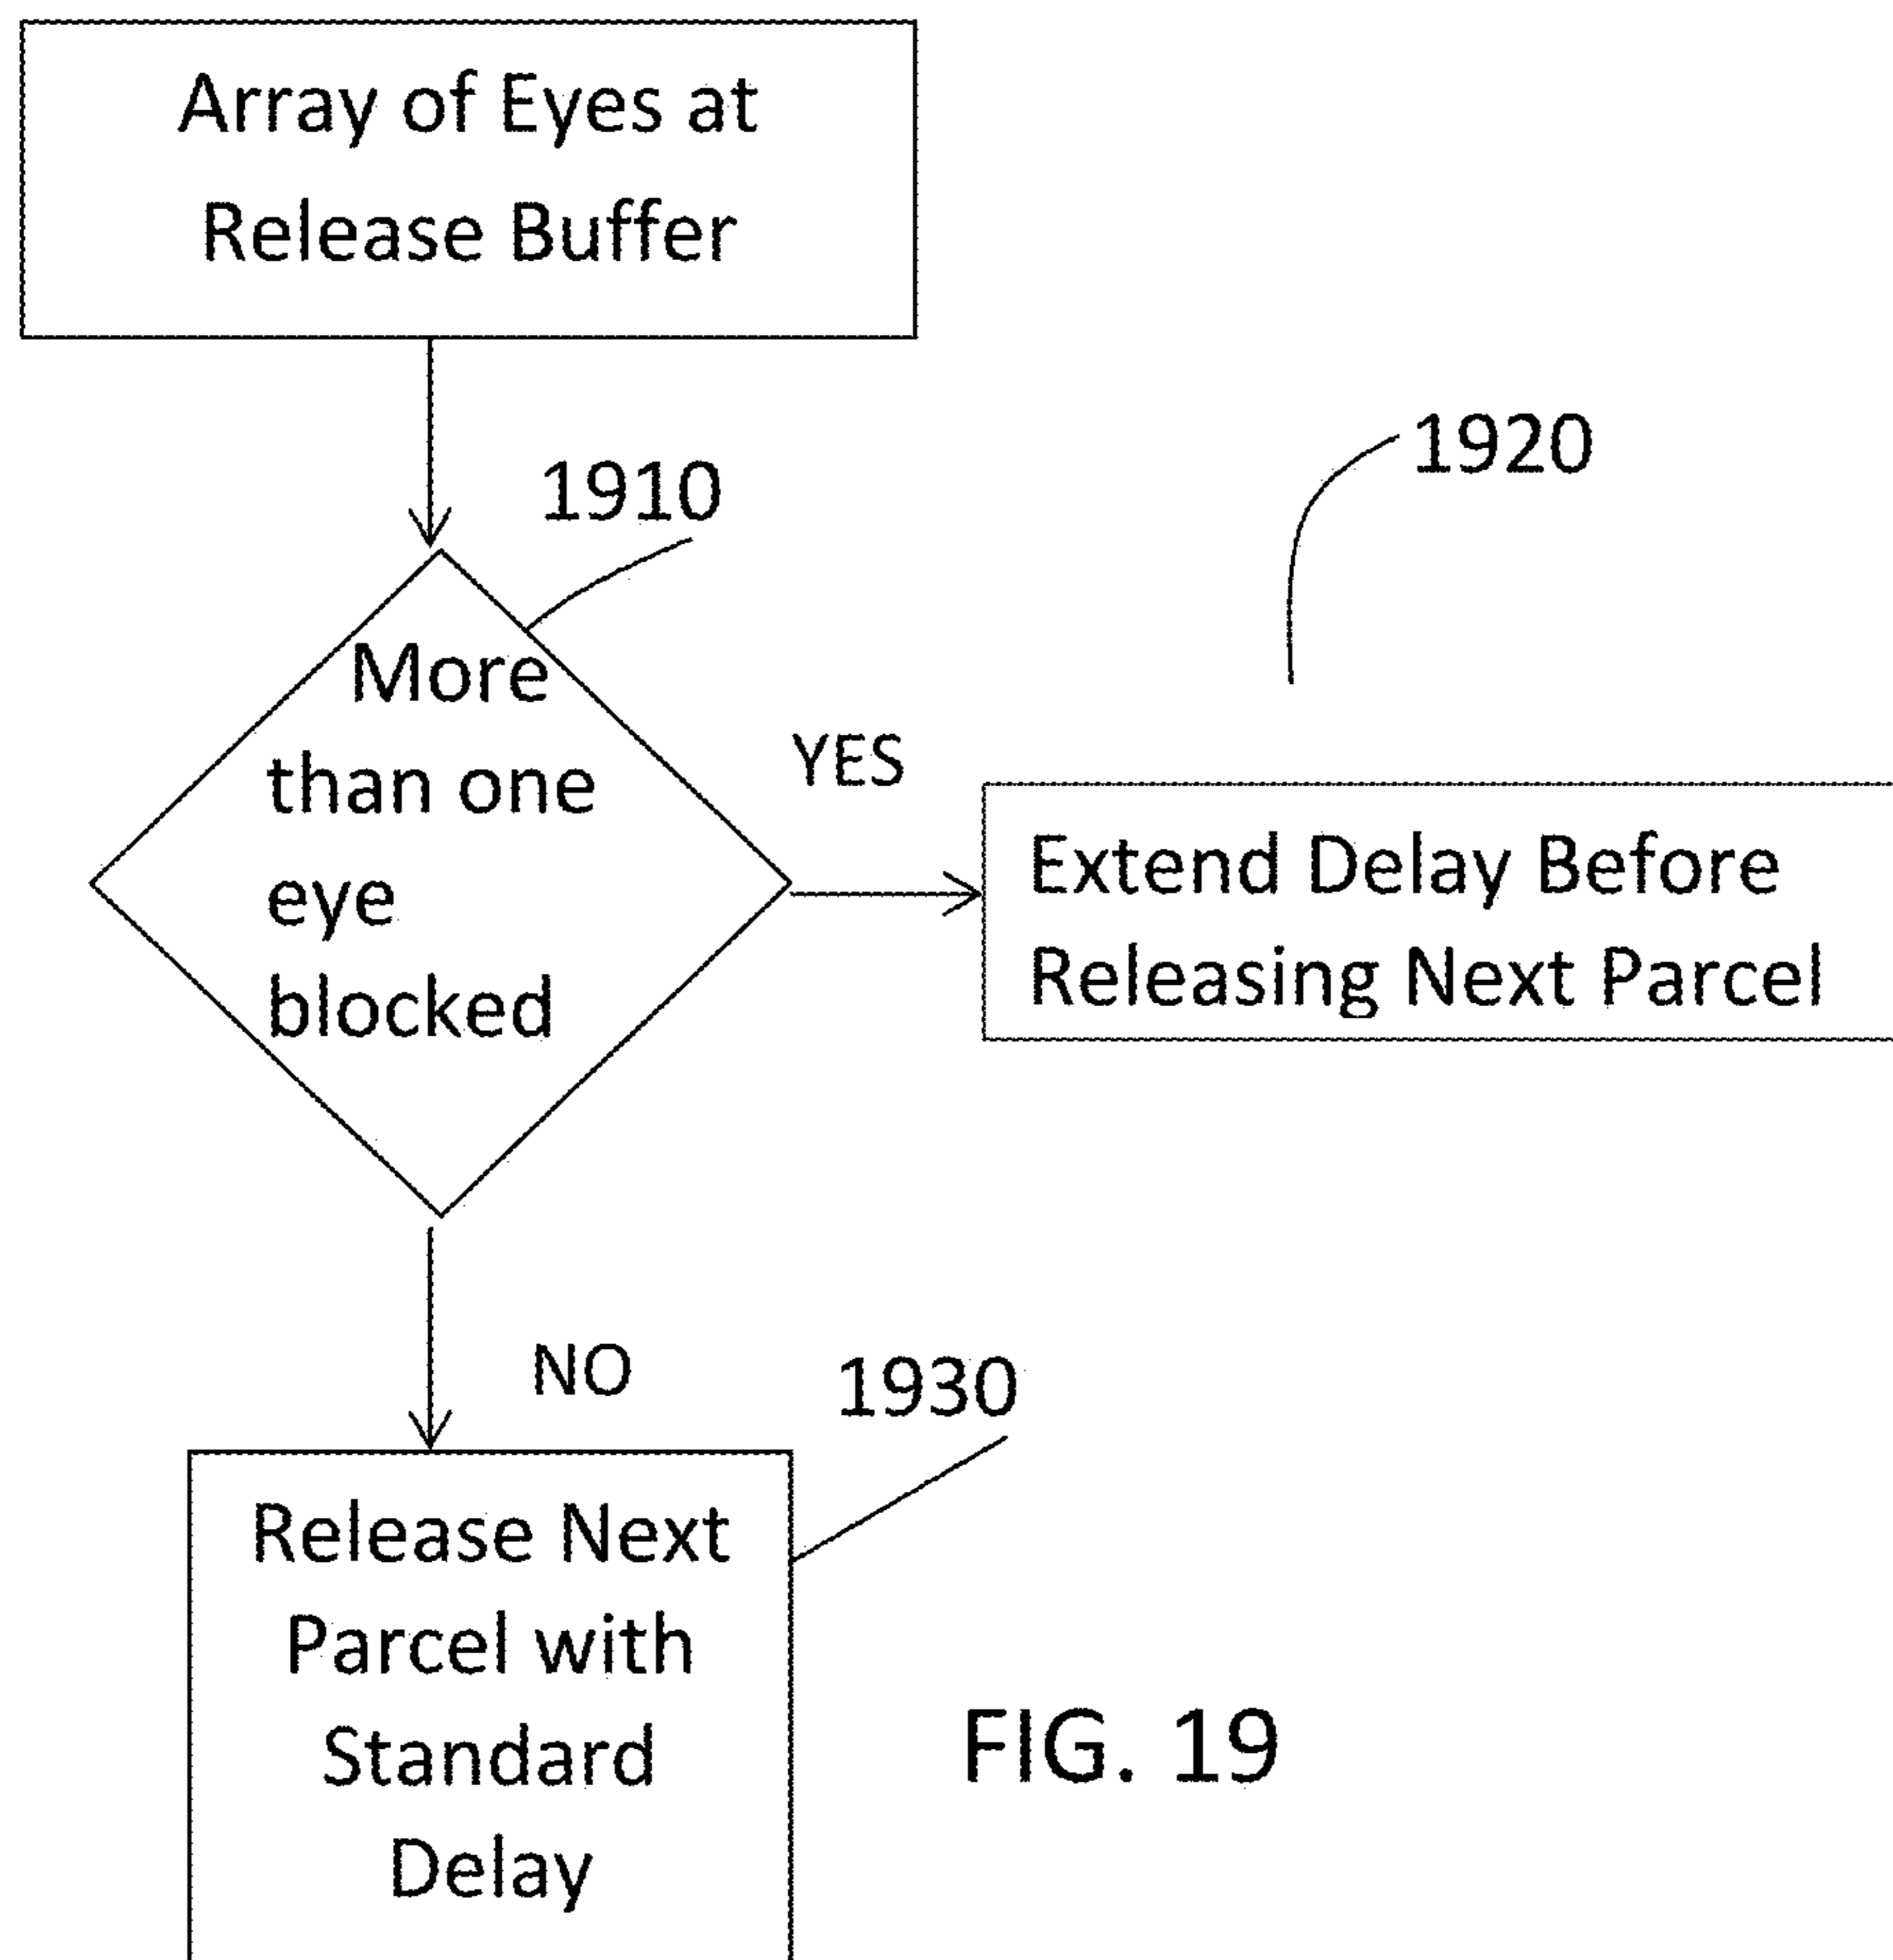 Array of Eyes at
Release Buffer
1910
1920
More
than one
eye
blocked
YES
Extend Delay Before
Releasing Next Parcel
NO
1930
Release Next
Parcel with
Standard
Delay
FIG. 19